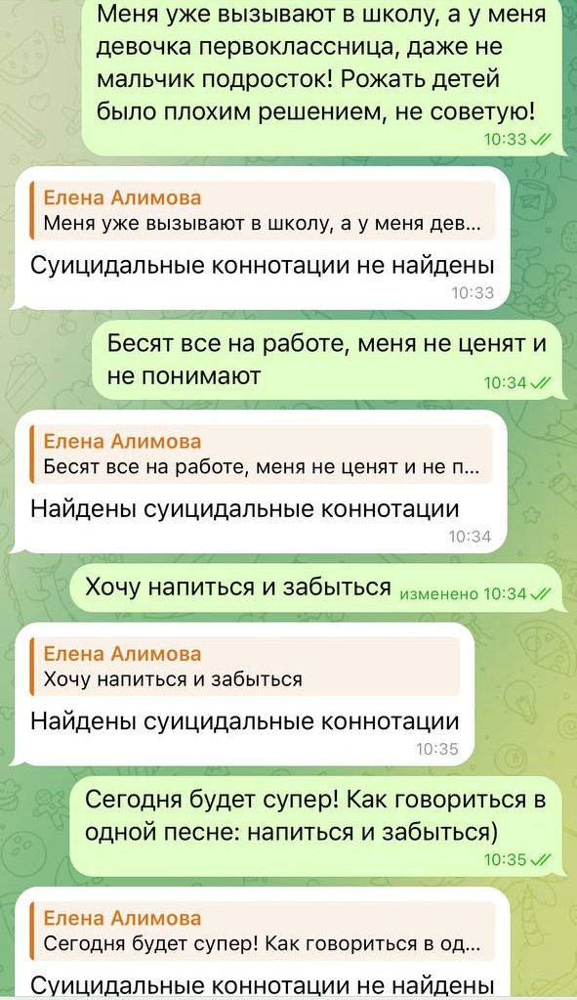 Меня уже вызывают в школу, а у меня
девочка первоклассница, даже не
мальчик подросток! Рожать детей
было плохим решением, не советую!
10:33
Елена Алимова
Меня уже вызывают в школу, а у меня дев...
Суицидальные коннотации не найдены
10:33
Бесят все на работе, меня не ценят и
не понимают
10:34
Елена Алимова
Бесят все на работе, меня не ценят и не п...
Найдены суицидальные коннотации
10:34
Хочу напиться и забыться изменено 10:34
Елена Алимова
Хочу напиться и забыться
Найдены суицидальные коннотации
10:35
Сегодня будет супер! Как говориться в
одной песне: напиться и забыться)
10:35
Елена Алимова
Сегодня будет супер! Как говориться в од...
Суицидальные коннотации не найдены